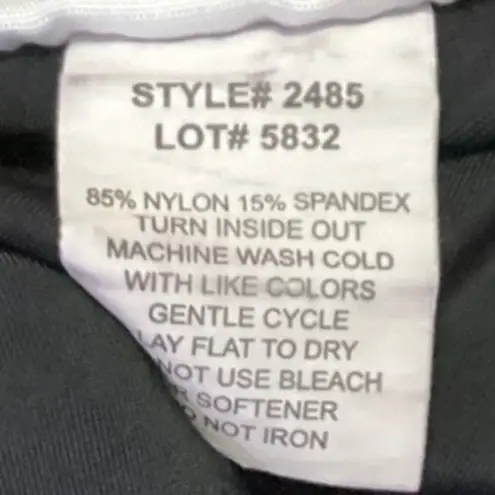 STYLE# 2485
LOT# 5832
85% NYLON 15% SPANDEX
TURN INSIDE OUT
MACHINE WASH COLD
WITH LIKE COLORS
GENTLE CYCLE
LAY FLAT TO DRY
NOT USE BLEACH
SOFTENER
NOT IRON